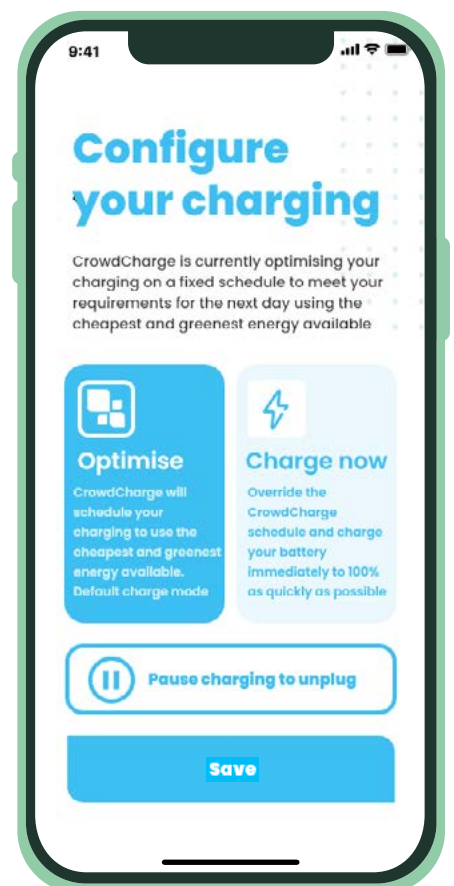 9:41
Configure
your charging
CrowdCharge is currently optimising your
charging on a fixed schedule to meet your
requirements for the next day using the
cheapest and greenest energy available
Optimise
CrowdCharge will
schedule your
charging to use the
cheapest and greenest
energy available.
Default charge mode
Charge now
Override the
CrowdCharge
schedule and charge
your battery
immediately to 100%
as quickly as possible
Pause charging to unplug
Save